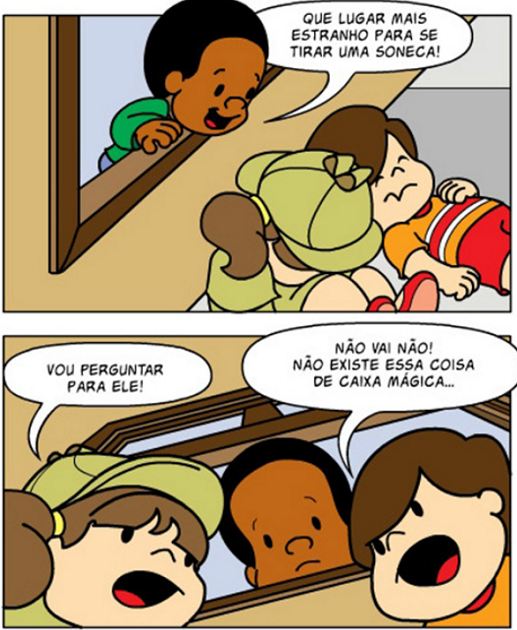 QUE LUGAR MAIS
ESTRANHO PARA SE
TIRAR UMA SONECA!
VOU PERGUNTAR
PARA ELE!
NÃO VAI NÃO!
NÃO EXISTE ESSA COISA
DE CAIXA MÁGICA...